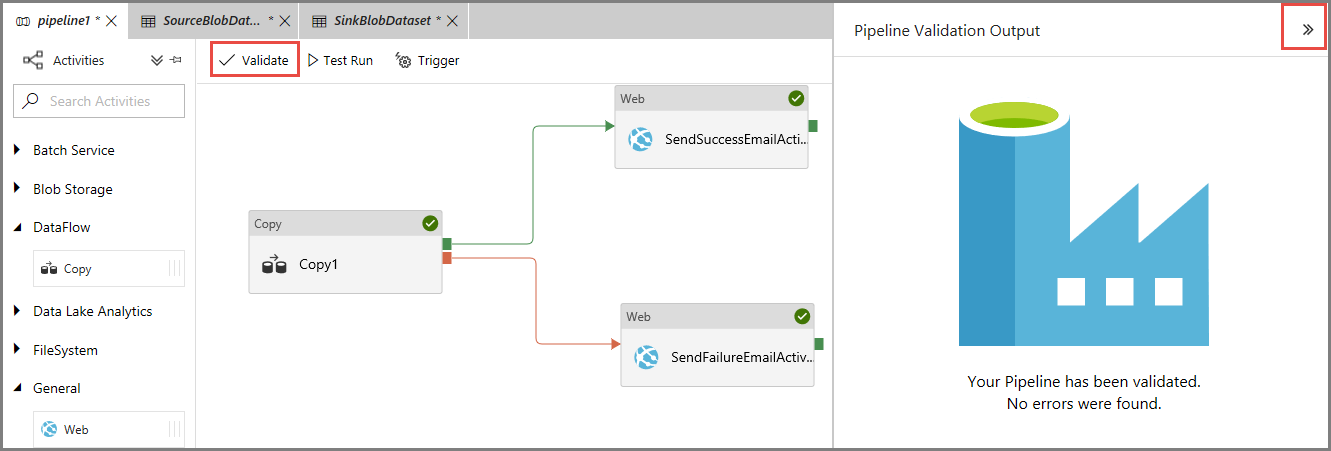 pipeline1 *
SourceBlobDat... *
SinkBlobDataset *
Activities
Search Activities
Batch Service
Blob Storage
DataFlow
Copy
Data Lake Analytics
FileSystem
General
Web
Validate
Test Run
Trigger
Web
SendSuccessEmailActi...
Copy
Copy1
Web
SendFailureEmailActiv...
Pipeline Validation Output
Your Pipeline has been validated.
No errors were found.